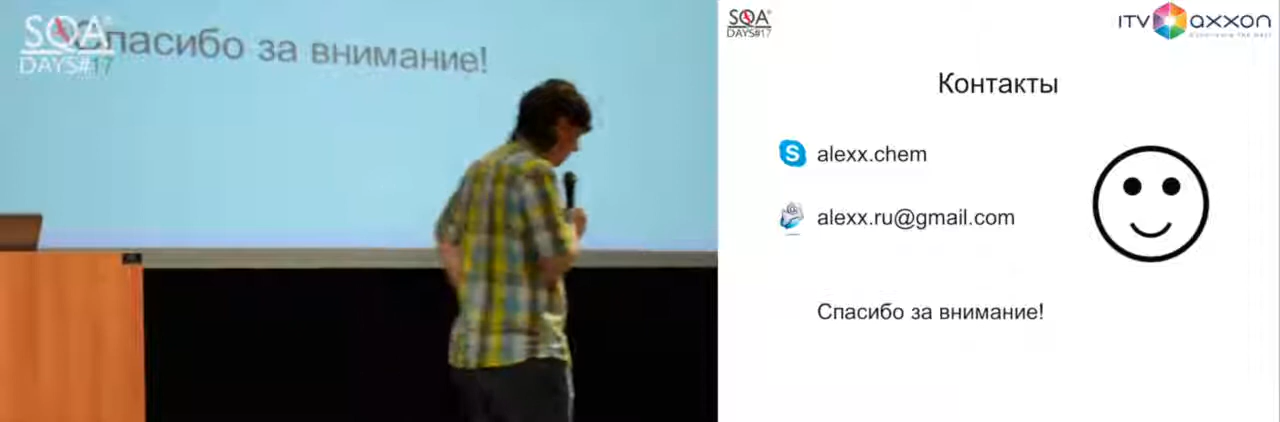 SQA
DAYS#17
Спасибо за внимание!
SQA
DAYS#17
ITV
axxon
Контакты
alexx.chem
alexx.ru@gmail.com
Спасибо за внимание!